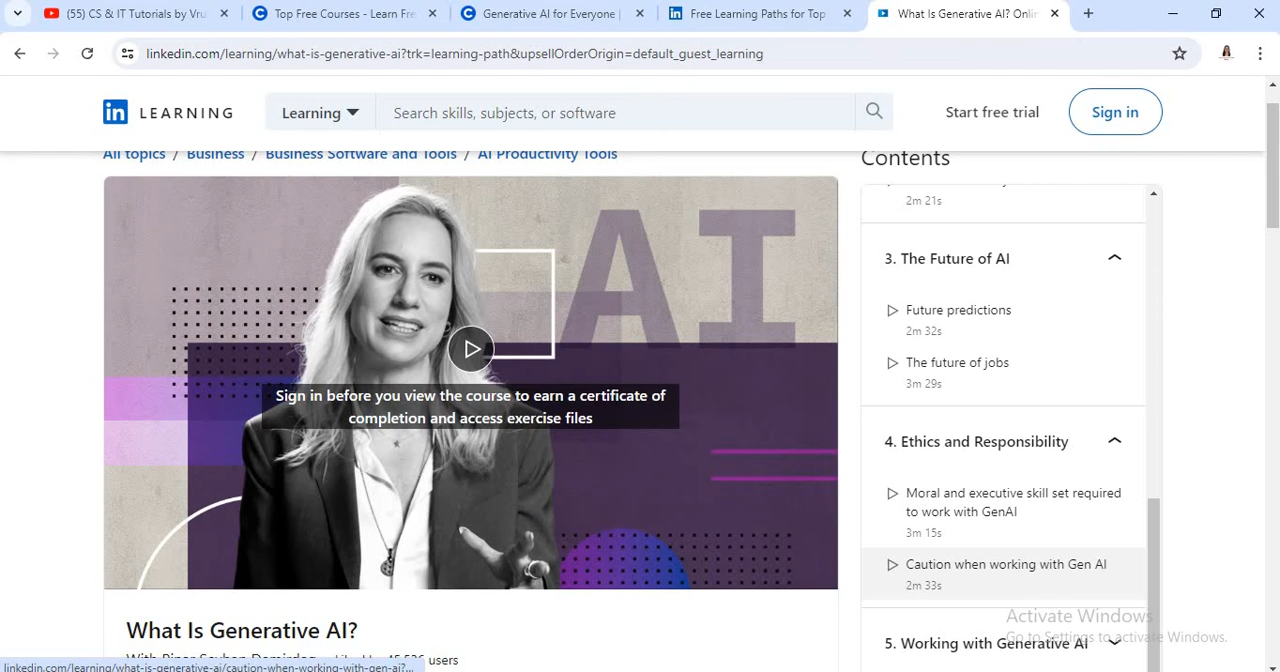 (55) CS & IT Tutorials by Vru
Top Free Courses - Learn Fre
Generative AI for Everyone |
Free Learning Paths for Top
What Is Generative AI? Onli
linkedin.com/learning/what-is-generative-ai?trk=learning-path&upsellOrderOrigin=default_guest_learning
in LEARNING
Learning
Search skills, subjects, or software
Start free trial
Sign in
All topics / Business / Business Software and Tools / AI Productivity Tools
Contents
AI
Sign in before you view the course to earn a certificate of
completion and access exercise files
2m 21s
3. The Future of AI
Future predictions
2m 32s
The future of jobs
3m 29s
4. Ethics and Responsibility
Moral and executive skill set required
to work with GenAI
3m 15s
Caution when working with Gen AI
2m 33s
5. Working with Generative AI
What Is Generative AI?
users
Activate Windows
Go to Settings to activate Windows.
linkedin.com/learning/what-is-generative-ai/caution-when-working-with-gen-ai?...